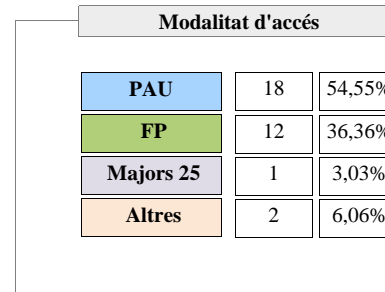 Modalitat d'accés
PAU 18 54,55%
FP 12 36,36%
Majors 25 1 3,03%
Altres 2 6,06%